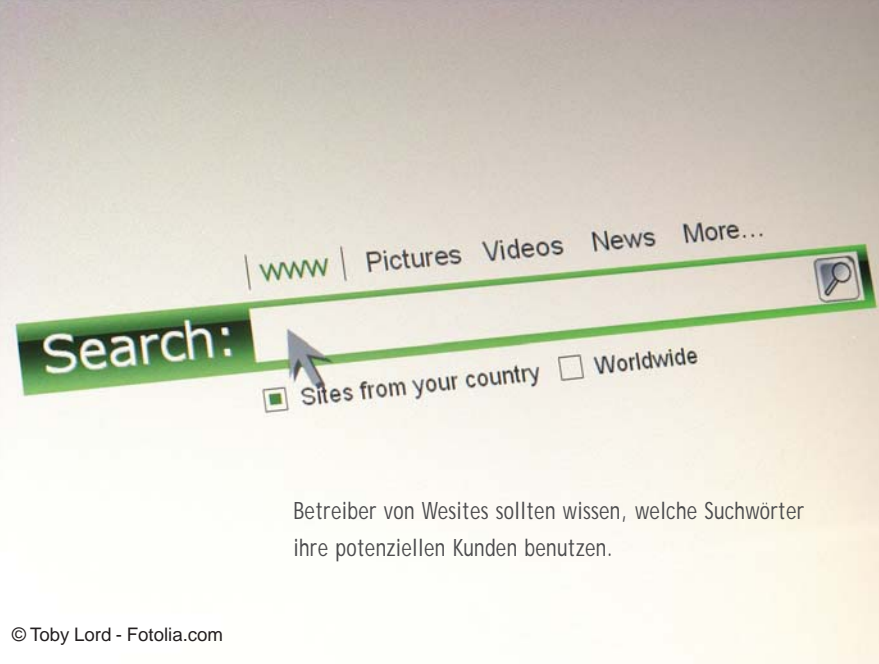 www Pictures Videos News More...
Search:
Sites from your country Worldwide
Betreiber von Wesites sollten wissen, welche Suchwörter
ihre potenziellen Kunden benutzen.
© Toby Lord - Fotolia.com